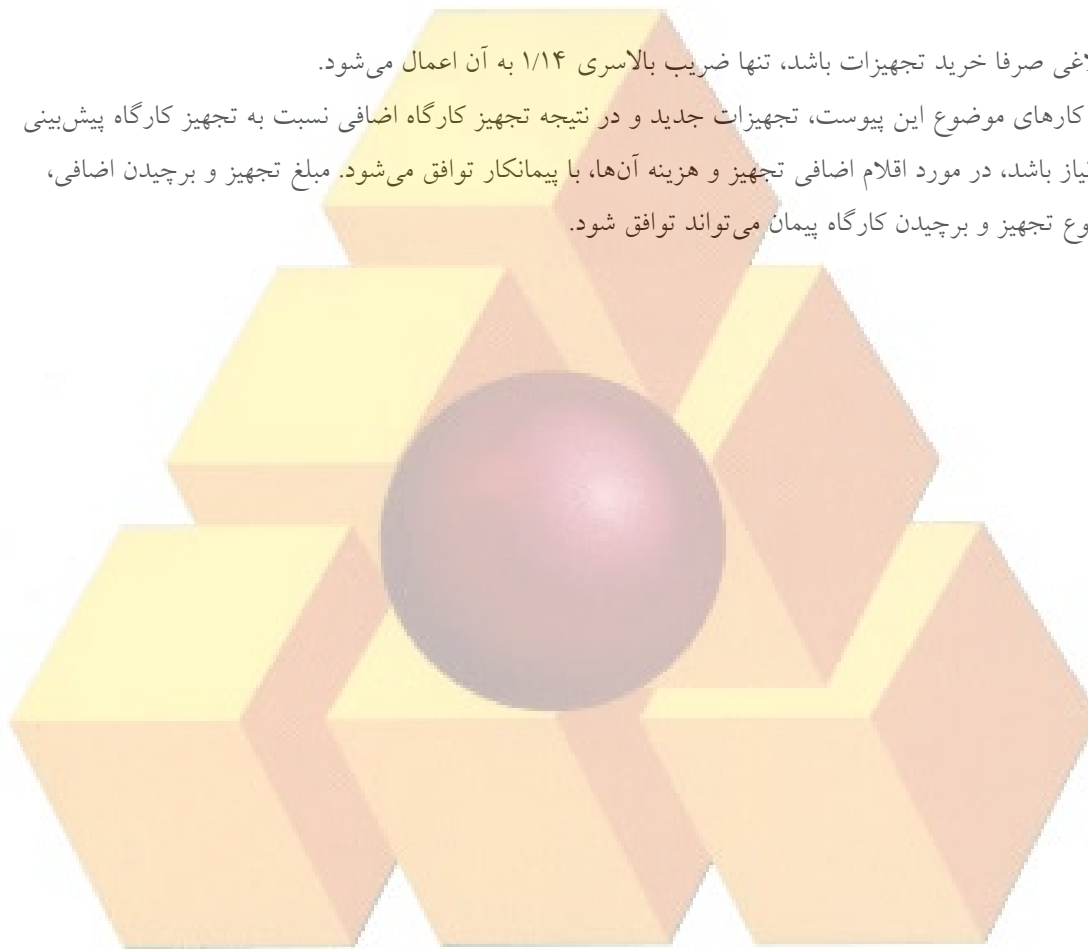 صرفا خرید تجهیزات باشد، تنها ضریب بالاسری ۱/۱۴ به آن اعمال می‌شود.
کارهای موضوع این پیوست، تجهیزات جدید و در نتیجه تجهیز کارگاه اضافی نسبت به تجهیز کارگاه پیش‌بینی
باشد، در مورد اقلام اضافی تجهیز و هزینه آن‌ها، با پیمانکار توافق می‌شود. مبلغ تجهیز و برچیدن اضافی،
تجهیز و برچیدن کارگاه پیمان می‌تواند توافق شود.